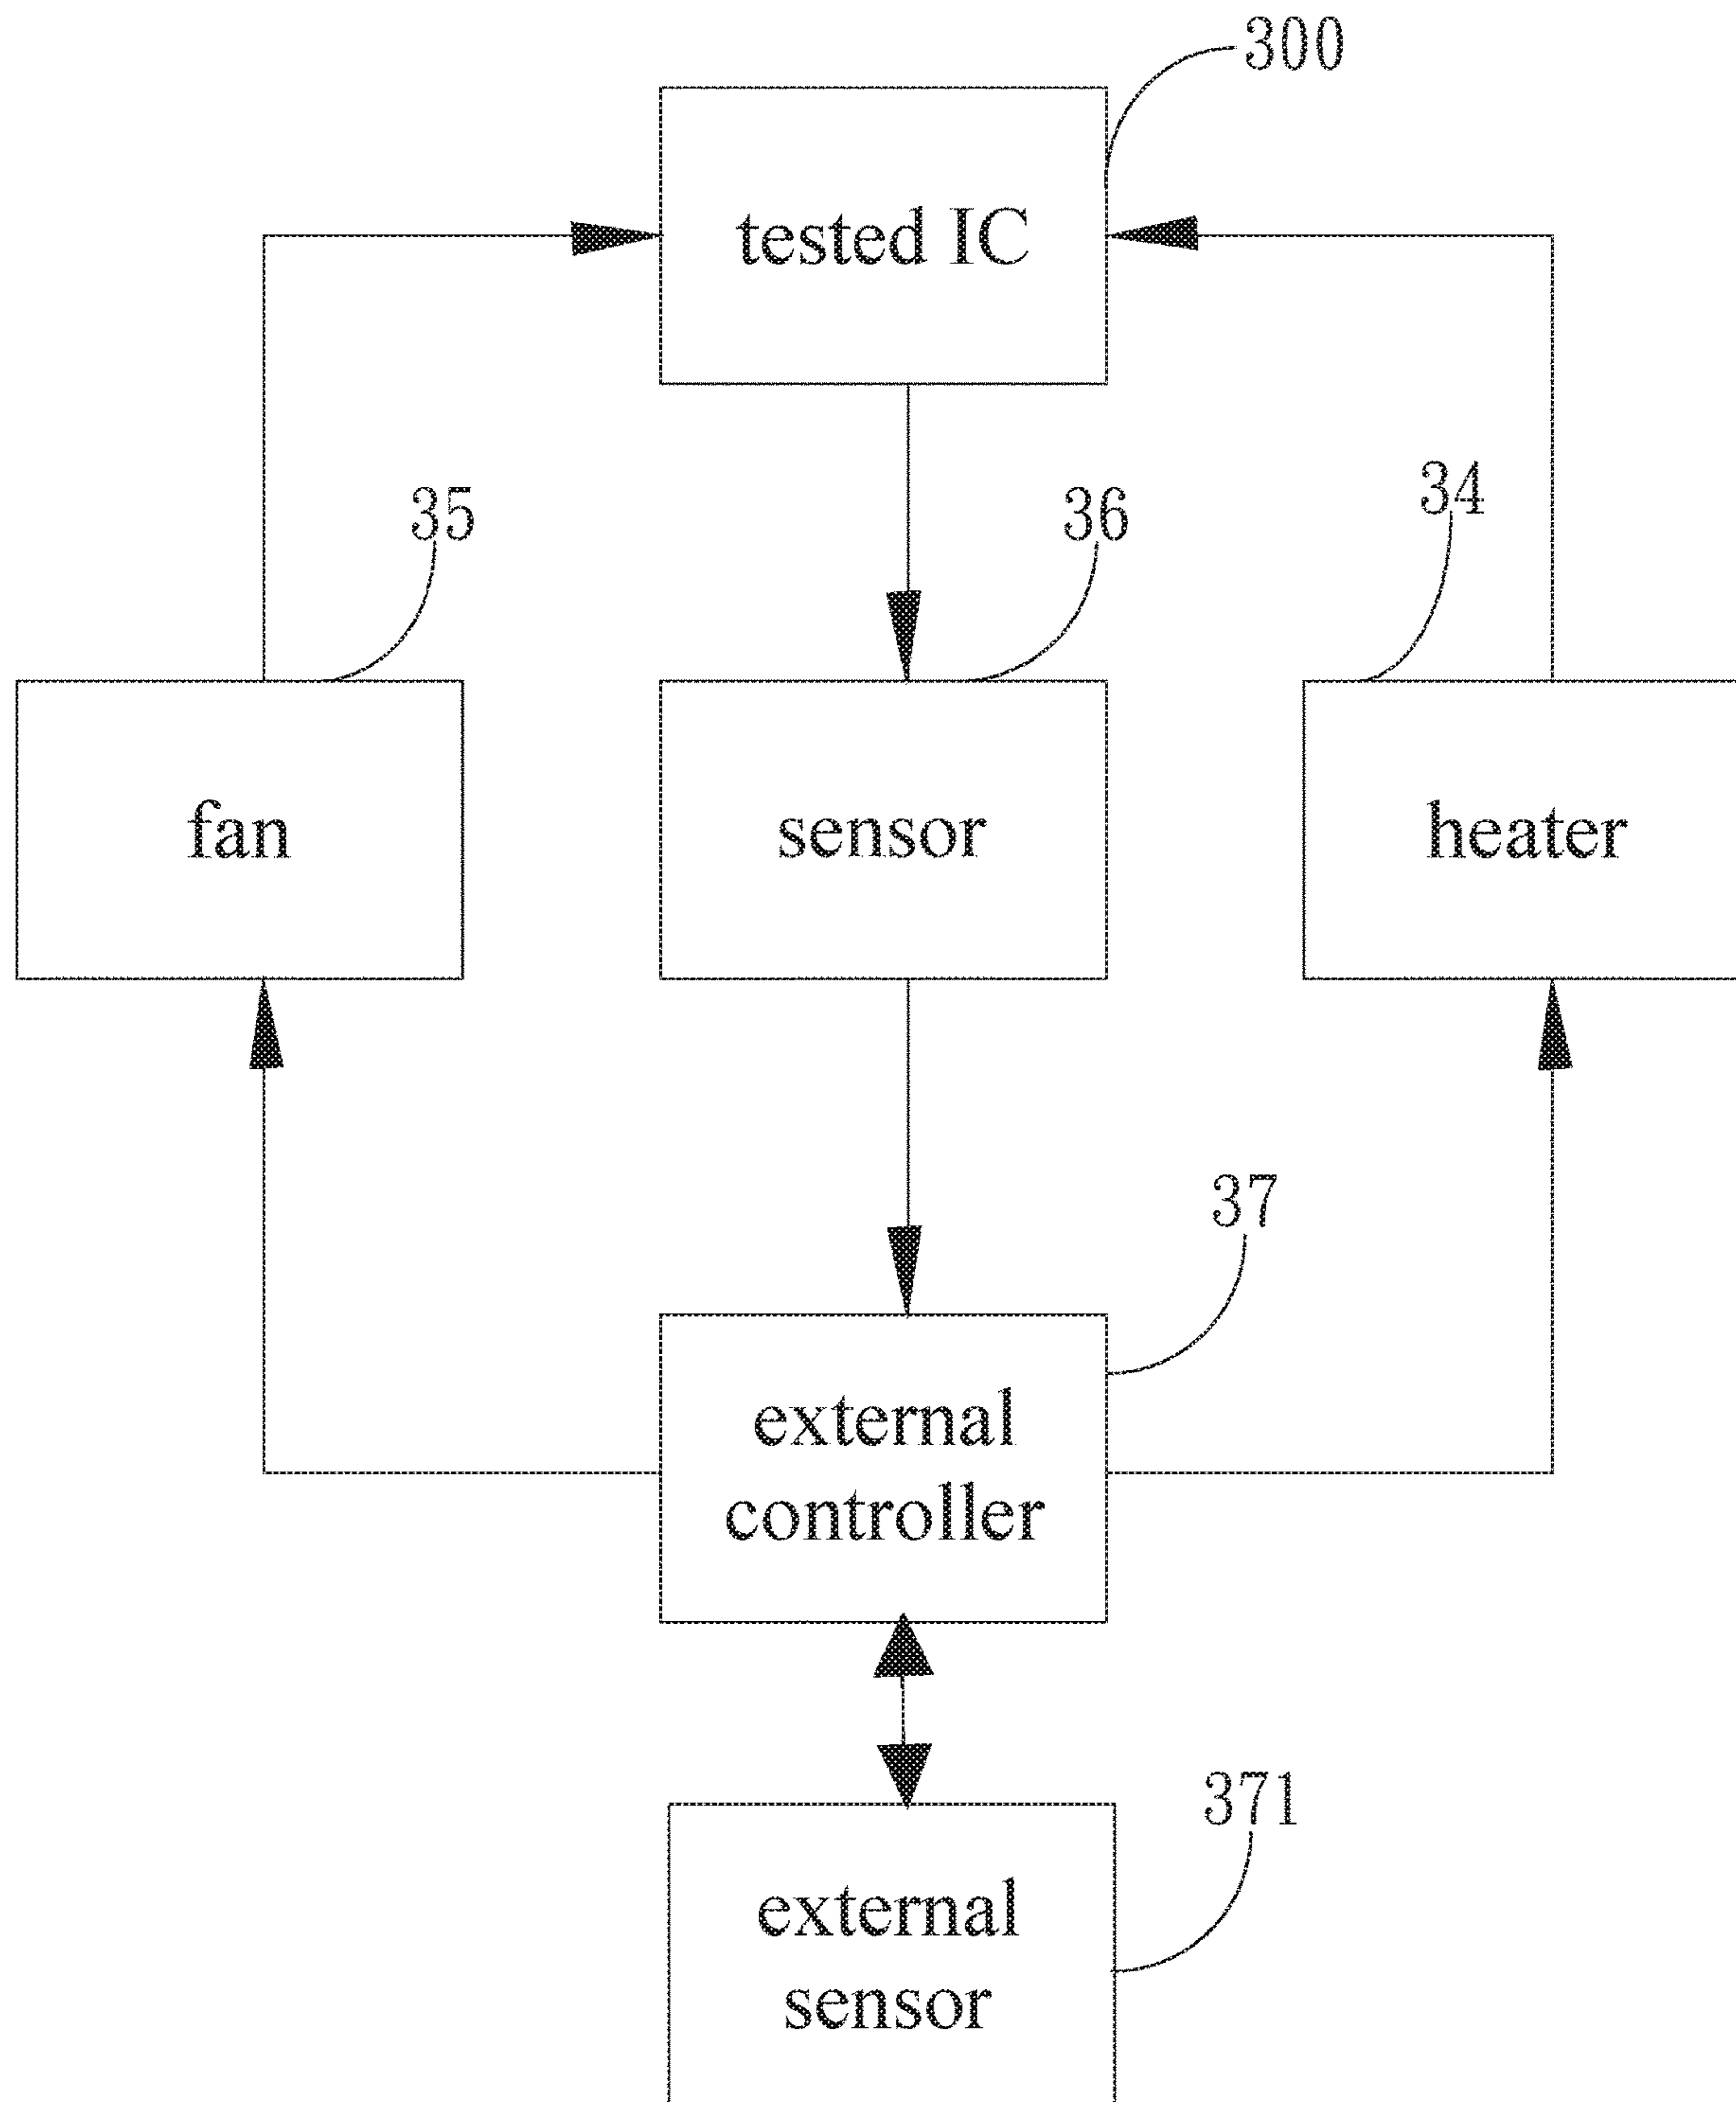 300
tested IC
35
36
34
fan
sensor
heater
37
external
controller
371
external
sensor